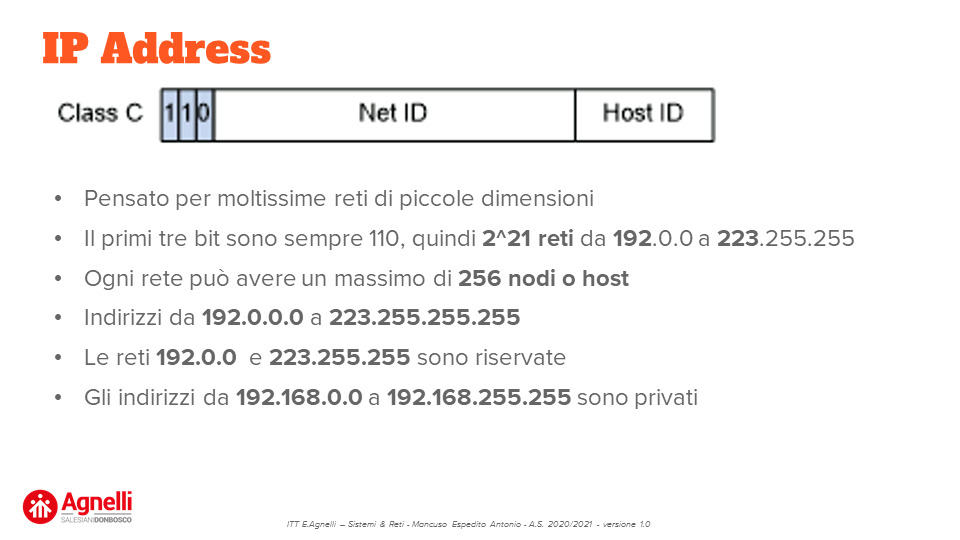 IP Address
Class C 1 1 0 Net ID Host ID
• Pensato per moltissime reti di piccole dimensioni
• Il primi tre bit sono sempre 110, quindi 2^21 reti da 192.0.0 a 223.255.255
• Ogni rete può avere un massimo di 256 nodi o host
• Indirizzi da 192.0.0.0 a 223.255.255.255
• Le reti 192.0.0 e 223.255.255 sono riservate
• Gli indirizzi da 192.168.0.0 a 192.168.255.255 sono privati
Agnelli
SALESIANIDONBOSCO
ITT E.Agnelli – Sistemi & Reti - Mancuso Espedito Antonio - A.S. 2020/2021 - versione 1.0